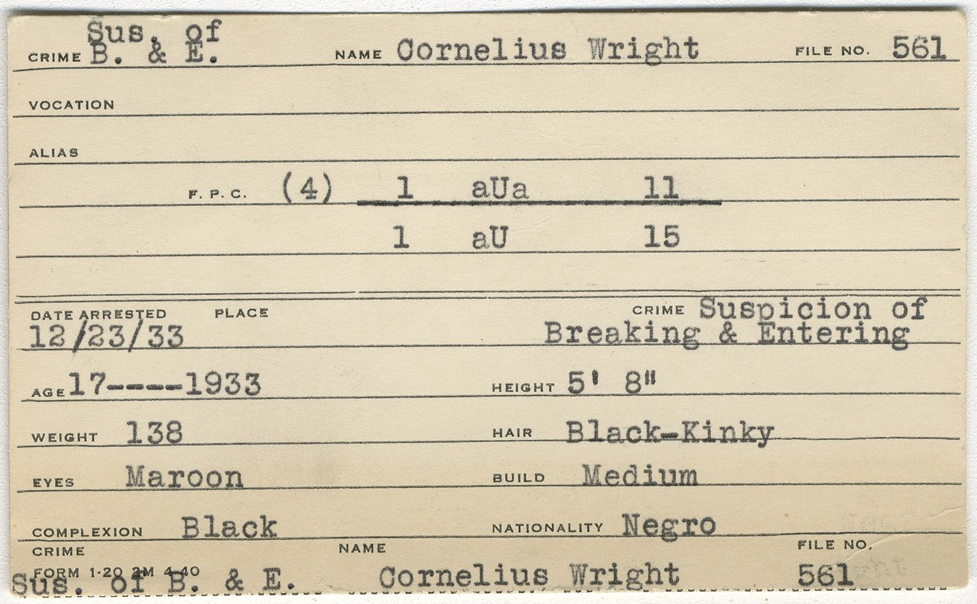 Sus. of
CRIME B. & E. NAME Cornelius Wright FILE NO. 561
VOCATION
ALIAS
F. P. C. (4) 1 aUa 11
1 aU 15
DATE ARRESTED PLACE CRIME Suspicion of
12/23/33 Breaking & Entering
AGE 17----1933 HEIGHT 5' 8"
WEIGHT 138 HAIR Black-Kinky
EYES Maroon BUILD Medium
COMPLEXION Black NATIONALITY Negro
CRIME NAME FILE NO.
FORM 1-20 2M 4-40
Sus. of B. & E. Cornelius Wright 561